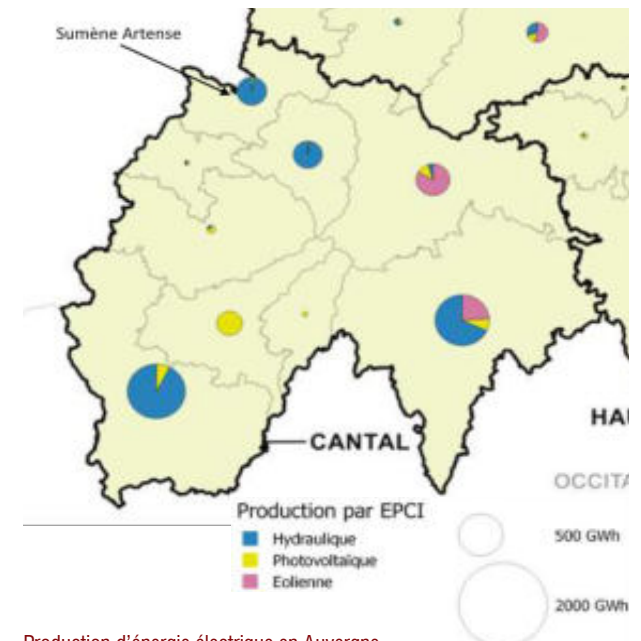 Sumène Artense
CANTAL
HAU
OCCITA
Production par EPCI
Hydraulique
Photovoltaïque
Eolienne
500 GWh
2000 GWh
Production d'énergie électrique en Auvergne